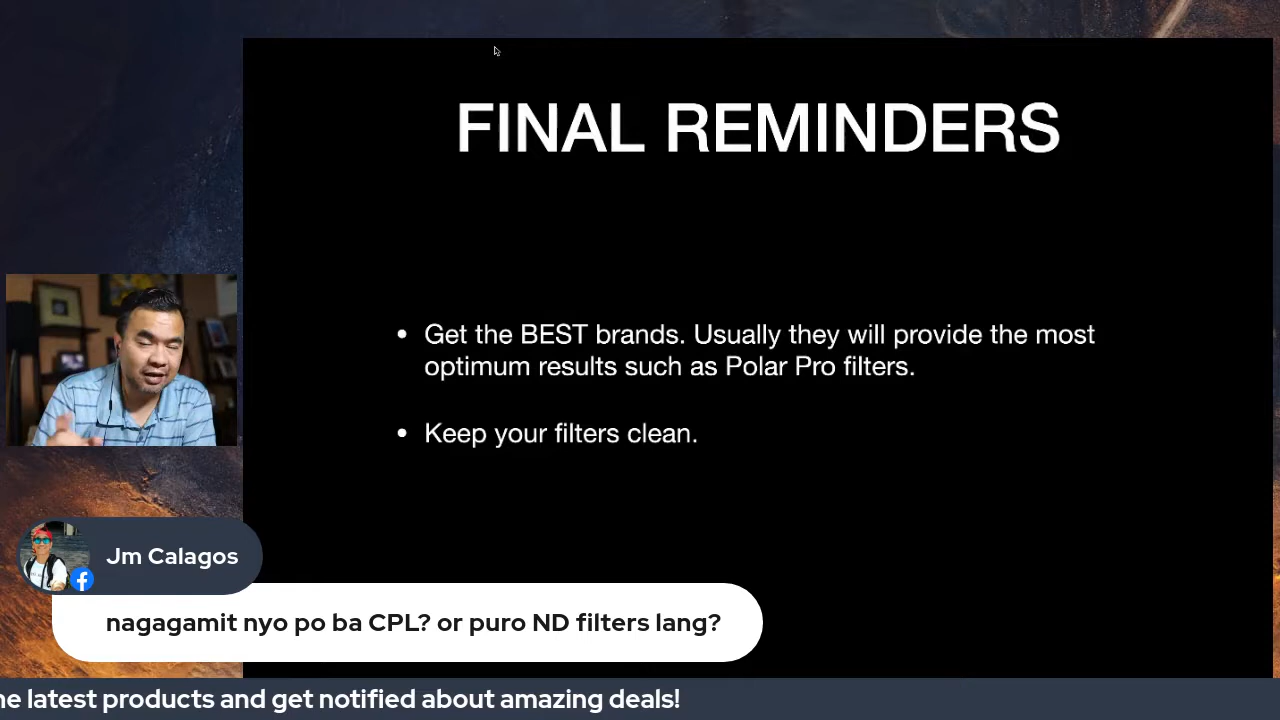 FINAL REMINDERS
• Get the BEST brands. Usually they will provide the most
optimum results such as Polar Pro filters.
• Keep your filters clean.
Jm Calagos
nagagamit nyo po ba CPL? or puro ND filters lang?
latest products and get notified about amazing deals!